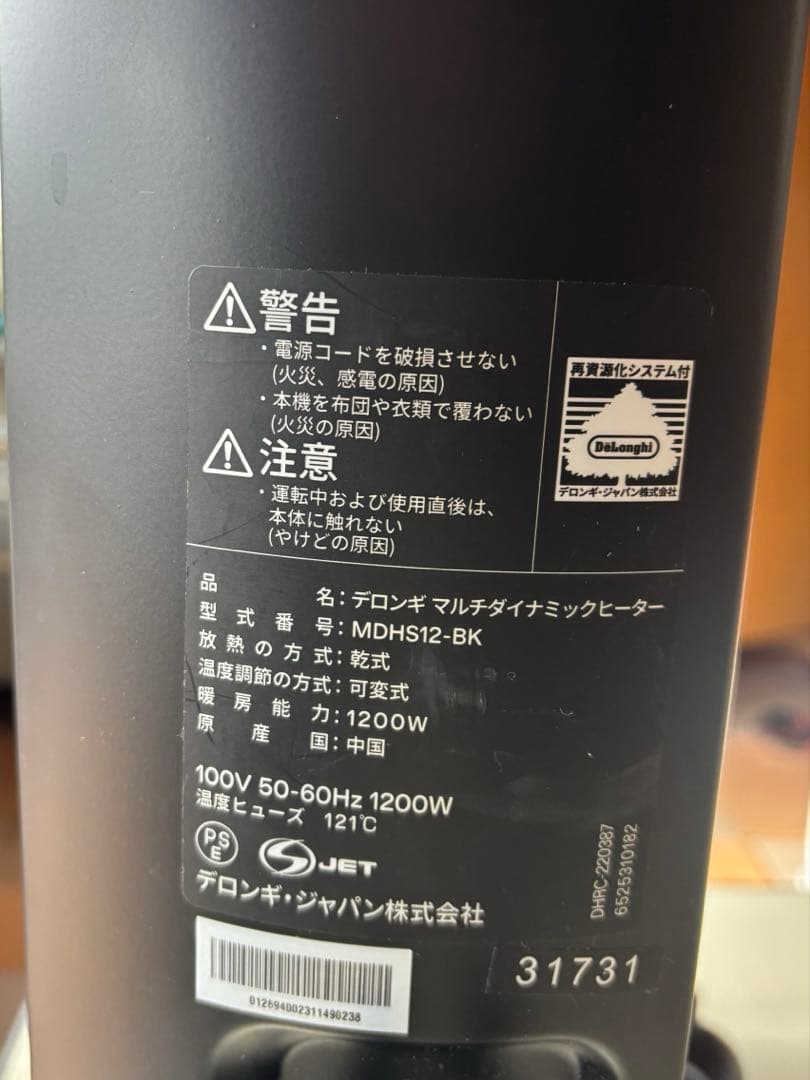 警告
・電源コードを破損させない
(火災、感電の原因)
・本機を布団や衣類で覆わない
(火災の原因)
注意
・運転中および使用直後は、
本体に触れない
(やけどの原因)
再資源化システム付
DeLonghi
デロンギ・ジャパン株式会社
品名：デロンギ マルチダイナミックヒーター
型式番号：MDHS12-BK
放熱の方式：乾式
温度調節の方式：可変式
暖房能力：1200W
原産国：中国
100V 50-60Hz 1200W
温度ヒューズ 121℃
PSE
JET
デロンギ・ジャパン株式会社
DHRC-220387
6525310182
31731
012694002311490238